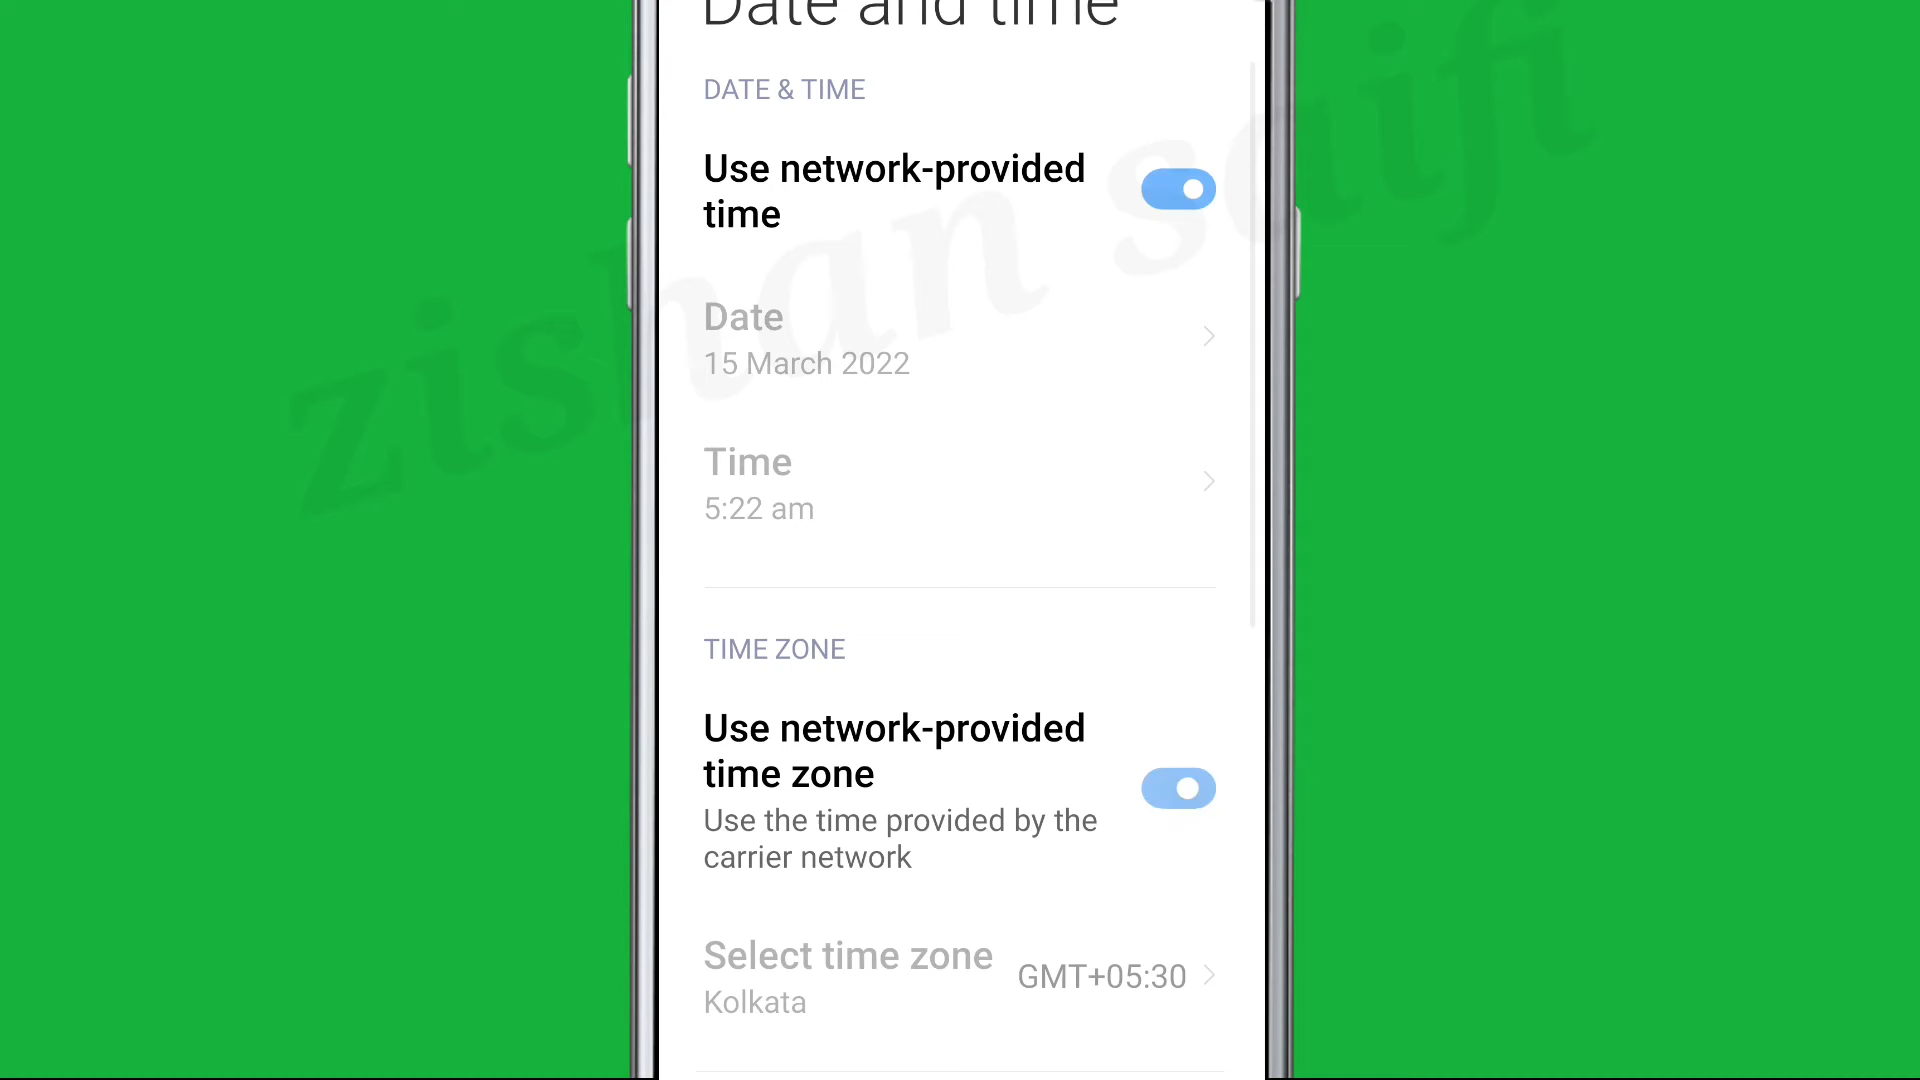 Date and time
DATE & TIME
Use network-provided
time
Date
15 March 2022
Time
5:22 am
TIME ZONE
Use network-provided
time zone
Use the time provided by the
carrier network
Select time zone
GMT+05:30
Kolkata
zishan saifi